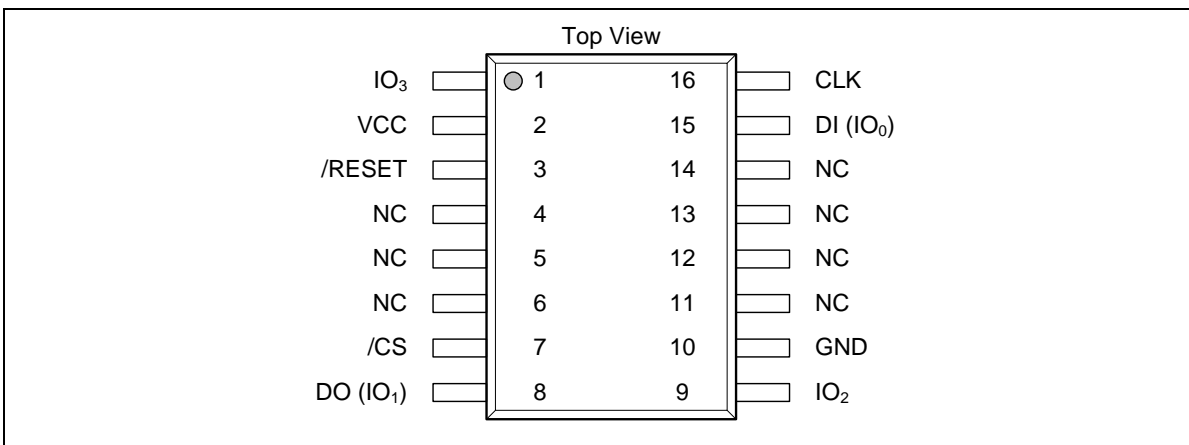 Top View
IO₃ 1 16 CLK
VCC 2 15 DI (IO₀)
/RESET 3 14 NC
NC 4 13 NC
NC 5 12 NC
NC 6 11 NC
/CS 7 10 GND
DO (IO₁) 8 9 IO₂